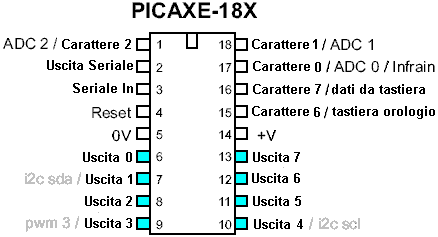 PICAXE-18X
ADC 2 / Carattere 2 1 18 Carattere 1 / ADC 1
Uscita Seriale 2 17 Carattere 0 / ADC 0 / Infrain
Seriale In 3 16 Carattere 7 / dati da tastiera
Reset 4 15 Carattere 6 / tastiera orologio
0V 5 14 +V
Uscita 0 6 13 Uscita 7
i2c sda / Uscita 1 7 12 Uscita 6
Uscita 2 8 11 Uscita 5
pwm 3 / Uscita 3 9 10 Uscita 4 / i2c scl